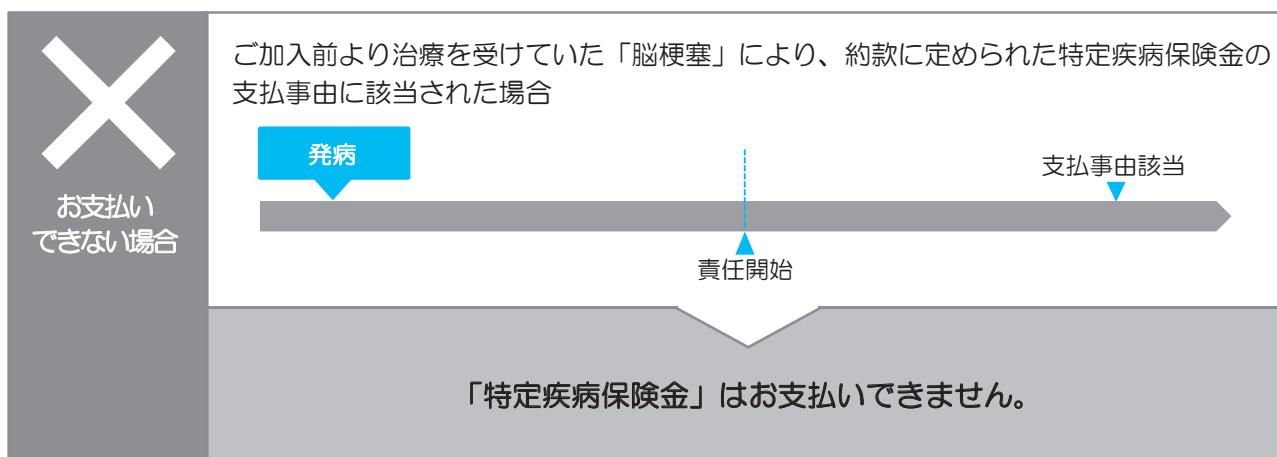 お支払い
できない場合
ご加入前より治療を受けていた「脳梗塞」により、約款に定められた特定疾病保険金の
支払事由に該当された場合
発病
支払事由該当
責任開始
「特定疾病保険金」はお支払いできません。